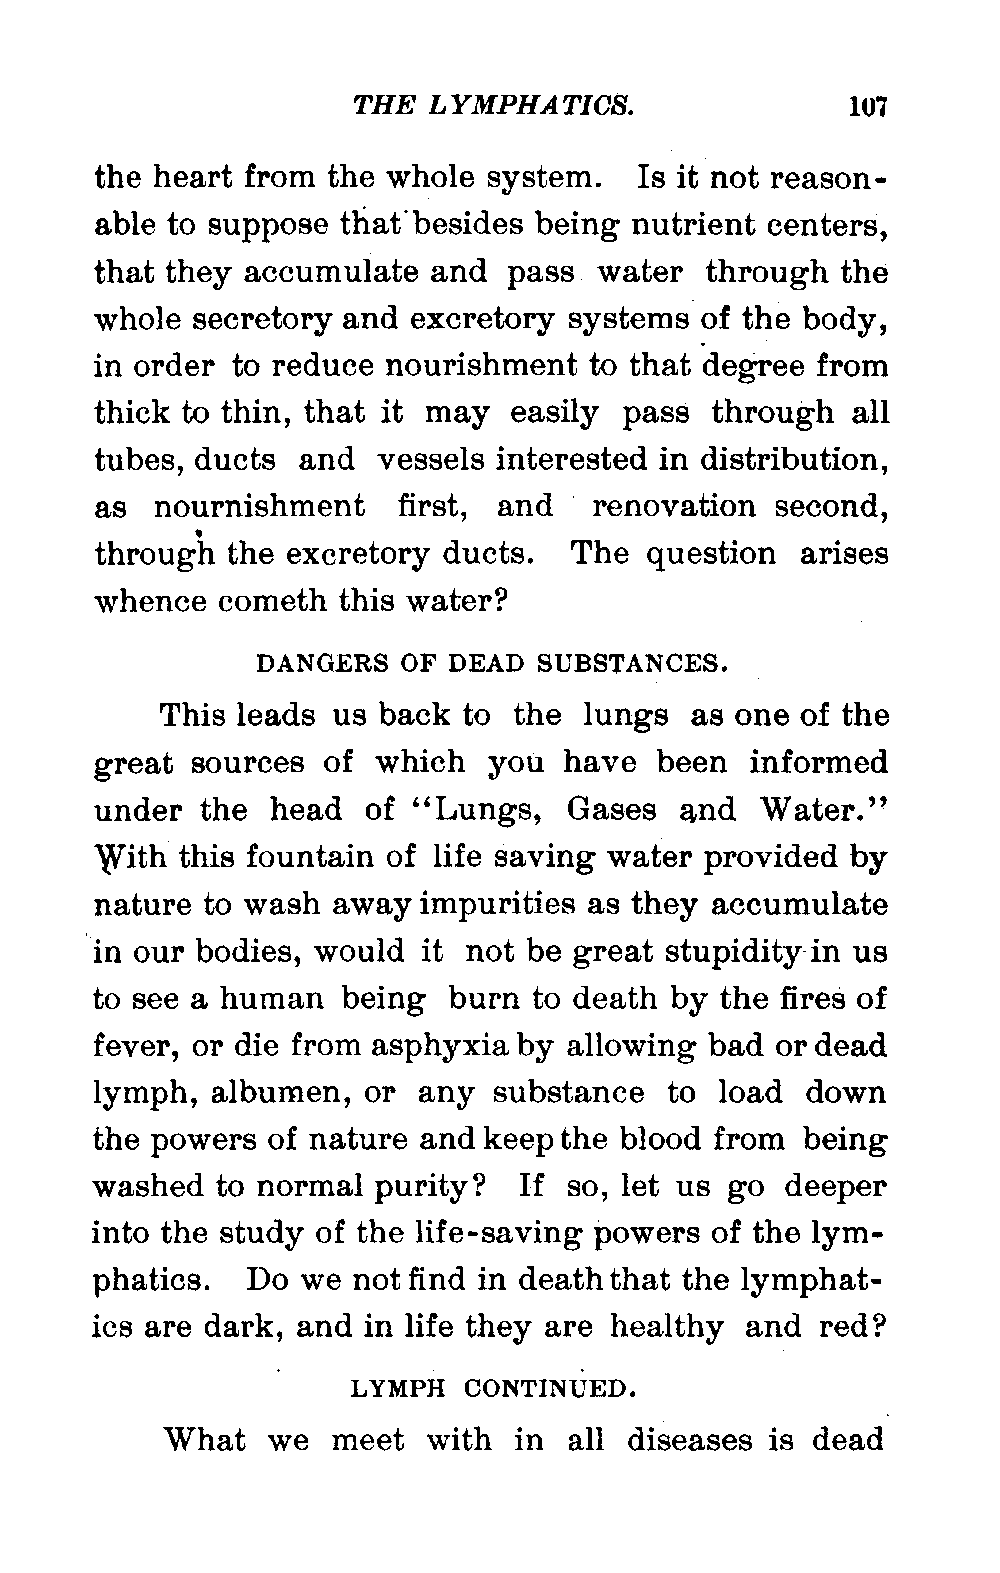 THE LYMPHATICS. 107
the heart from the whole system. Is it not reason-
able to suppose that besides being nutrient centers,
that they accumulate and pass water through the
whole secretory and excretory systems of the body,
in order to reduce nourishment to that degree from
thick to thin, that it may easily pass through all
tubes, ducts and vessels interested in distribution,
as nournishment first, and renovation second,
through the excretory ducts. The question arises
whence cometh this water?
DANGERS OF DEAD SUBSTANCES.
This leads us back to the lungs as one of the
great sources of which you have been informed
under the head of “Lungs, Gases and Water.”
With this fountain of life saving water provided by
nature to wash away impurities as they accumulate
in our bodies, would it not be great stupidity in us
to see a human being burn to death by the fires of
fever, or die from asphyxia by allowing bad or dead
lymph, albumen, or any substance to load down
the powers of nature and keep the blood from being
washed to normal purity? If so, let us go deeper
into the study of the life-saving powers of the lym-
phatics. Do we not find in death that the lymphat-
ics are dark, and in life they are healthy and red?
LYMPH CONTINUED.
What we meet with in all diseases is dead